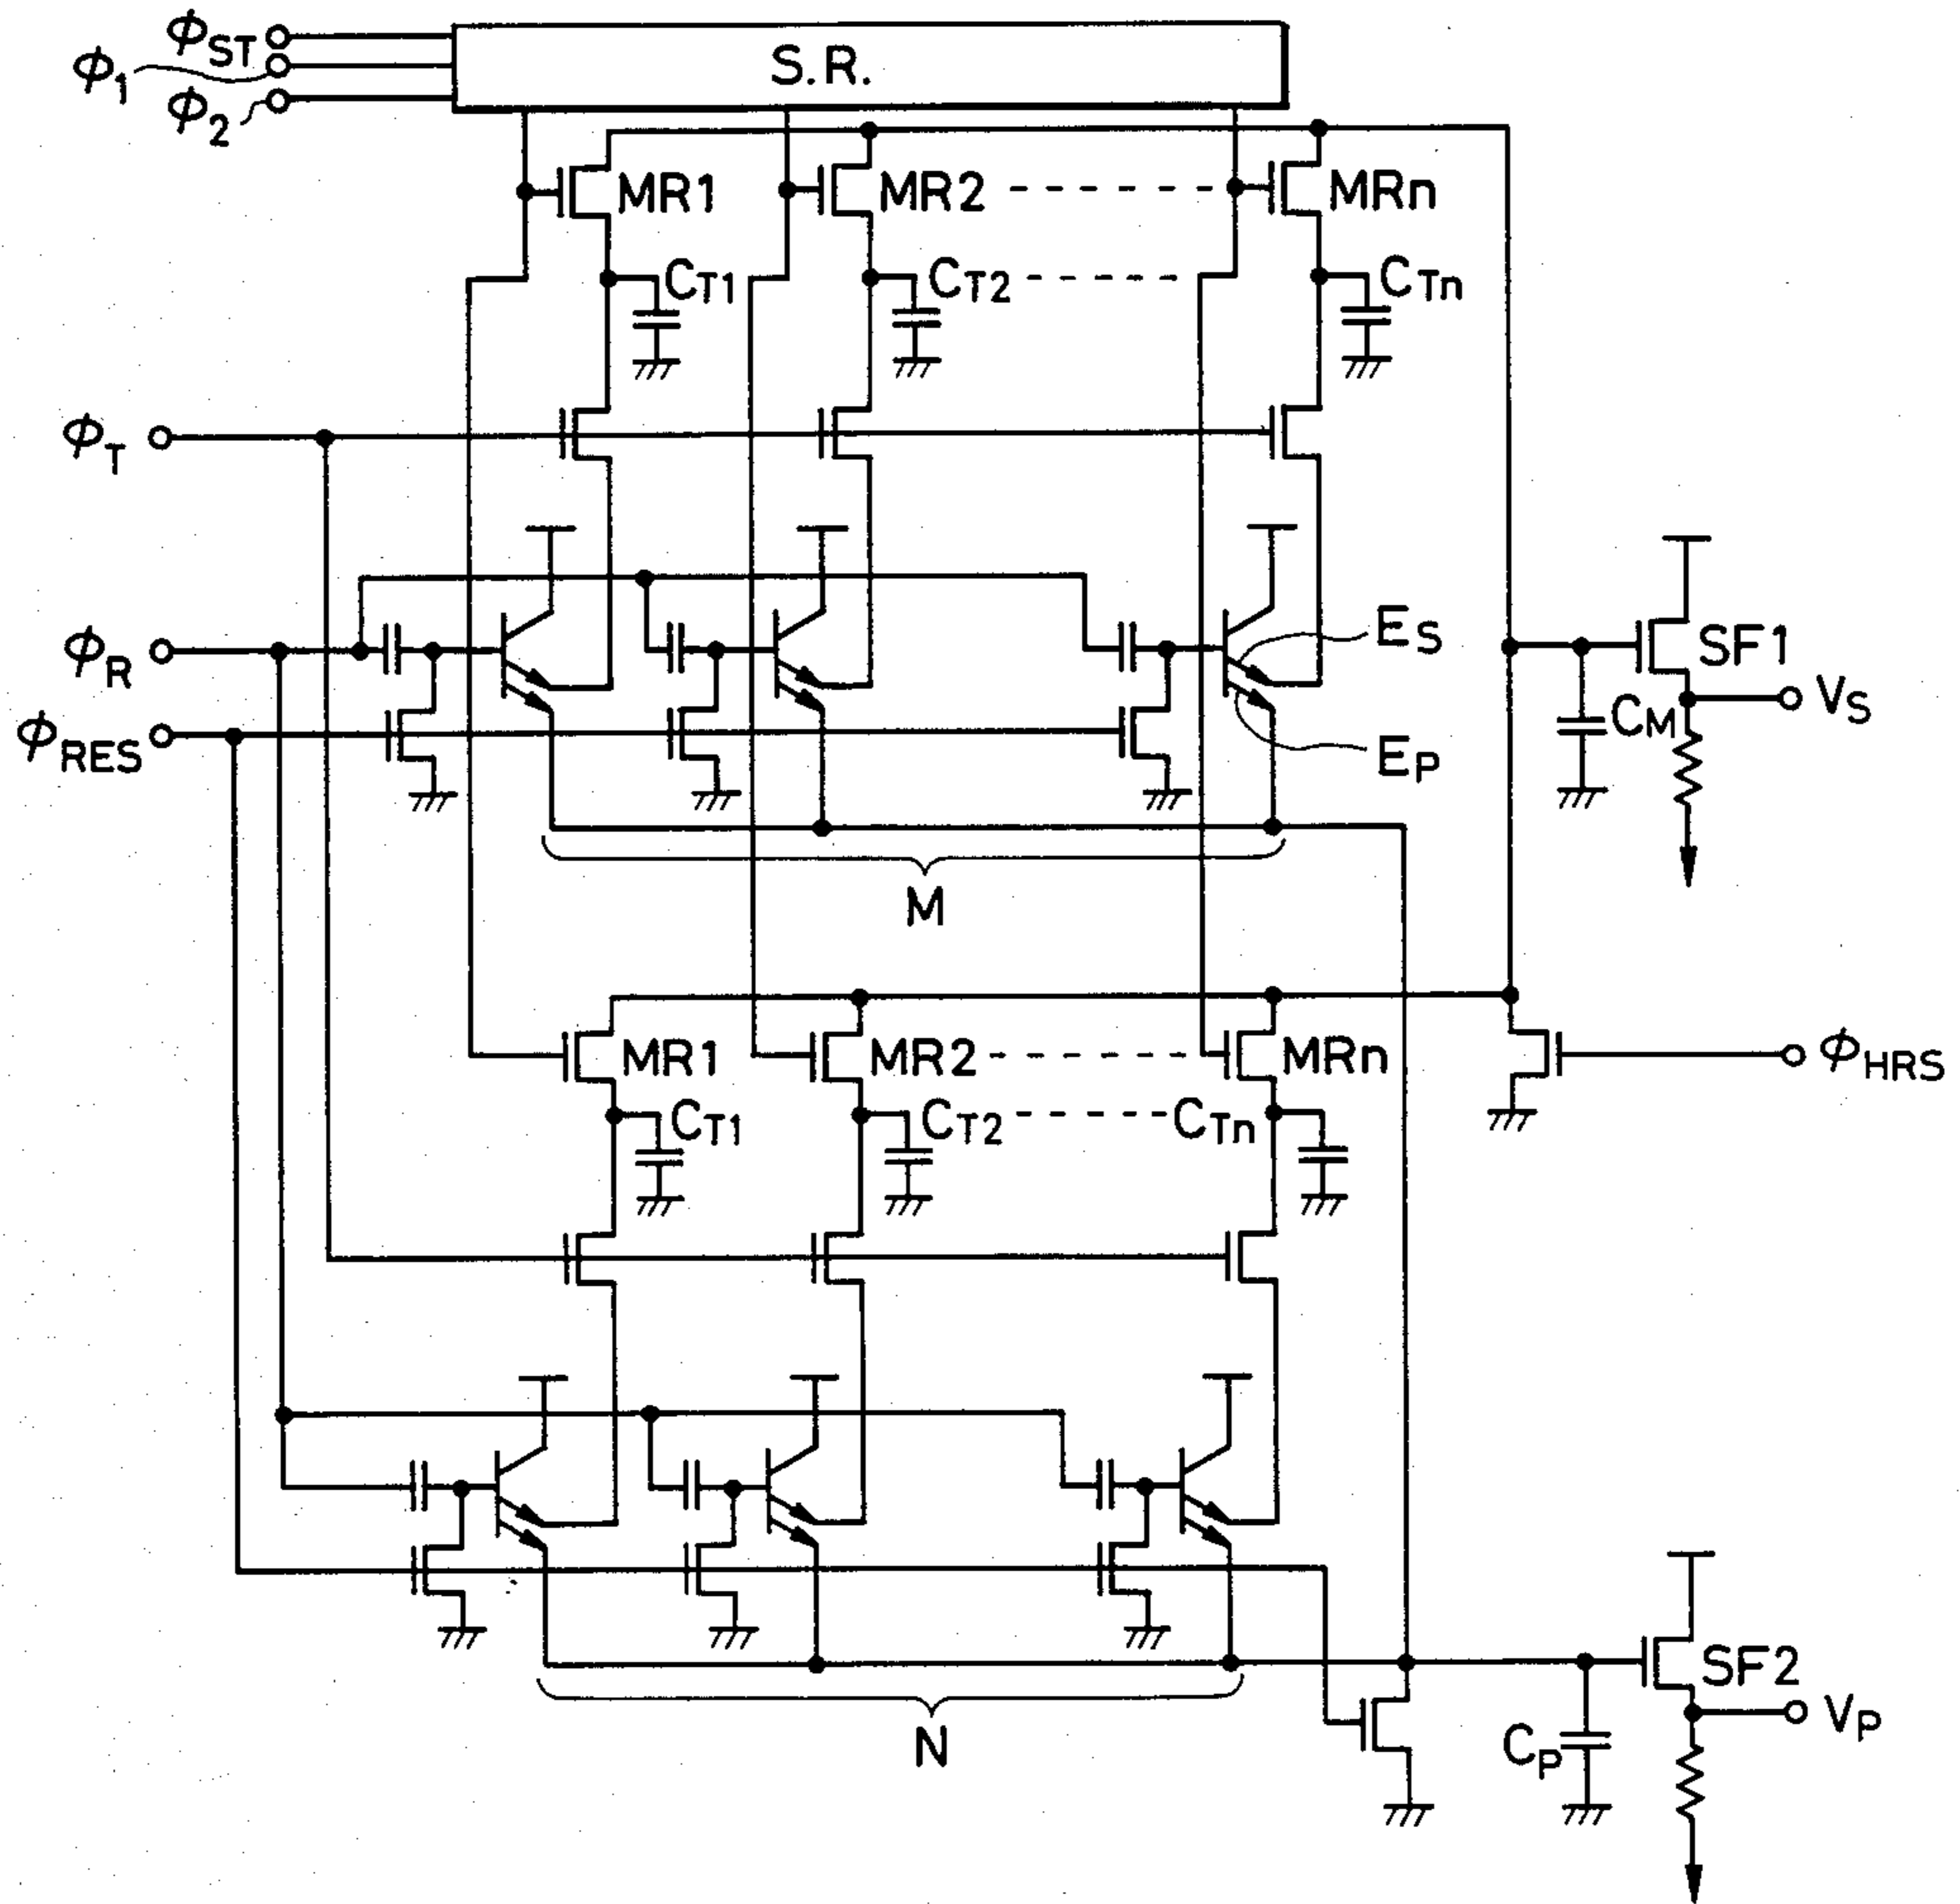 ϕST
S.R.
ϕ1
ϕ2
MR1
MR2
MRn
CT1
CT2
CTn
ϕT
ϕR
ES
SF1
VS
CM
ϕRES
EP
M
MR1
MR2
MRn
ϕHRS
CT1
CT2
CTn
SF2
VP
CP
N